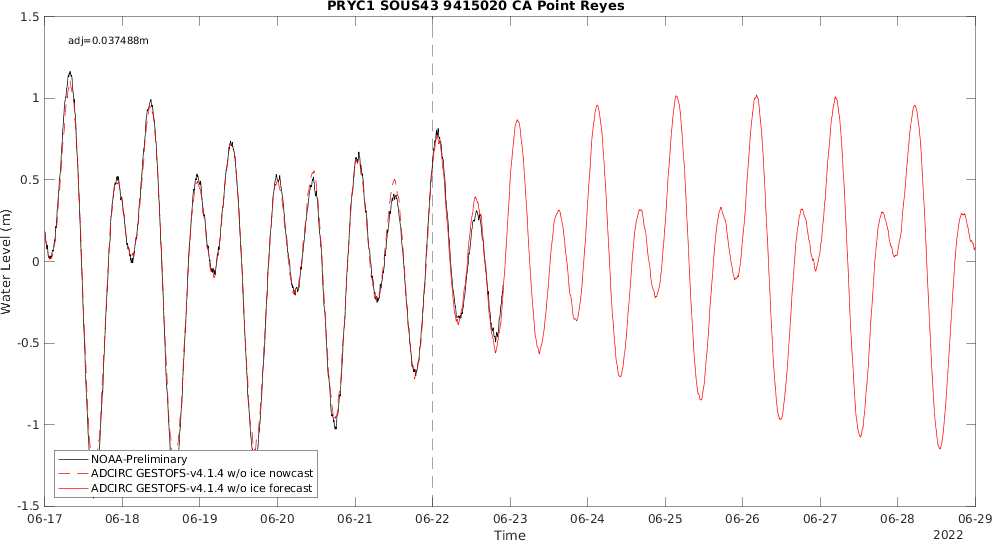 PRYC1 SOUS43 9415020 CA Point Reyes
adj=0.037488m
1.5
1
0.5
0
-0.5
-1
-1.5
Water Level (m)
NOAA-Preliminary
ADCIRC GESTOFS-v4.1.4 w/o ice nowcast
ADCIRC GESTOFS-v4.1.4 w/o ice forecast
06-17 06-18 06-19 06-20 06-21 06-22 06-23 06-24 06-25 06-26 06-27 06-28 06-29
Time
2022